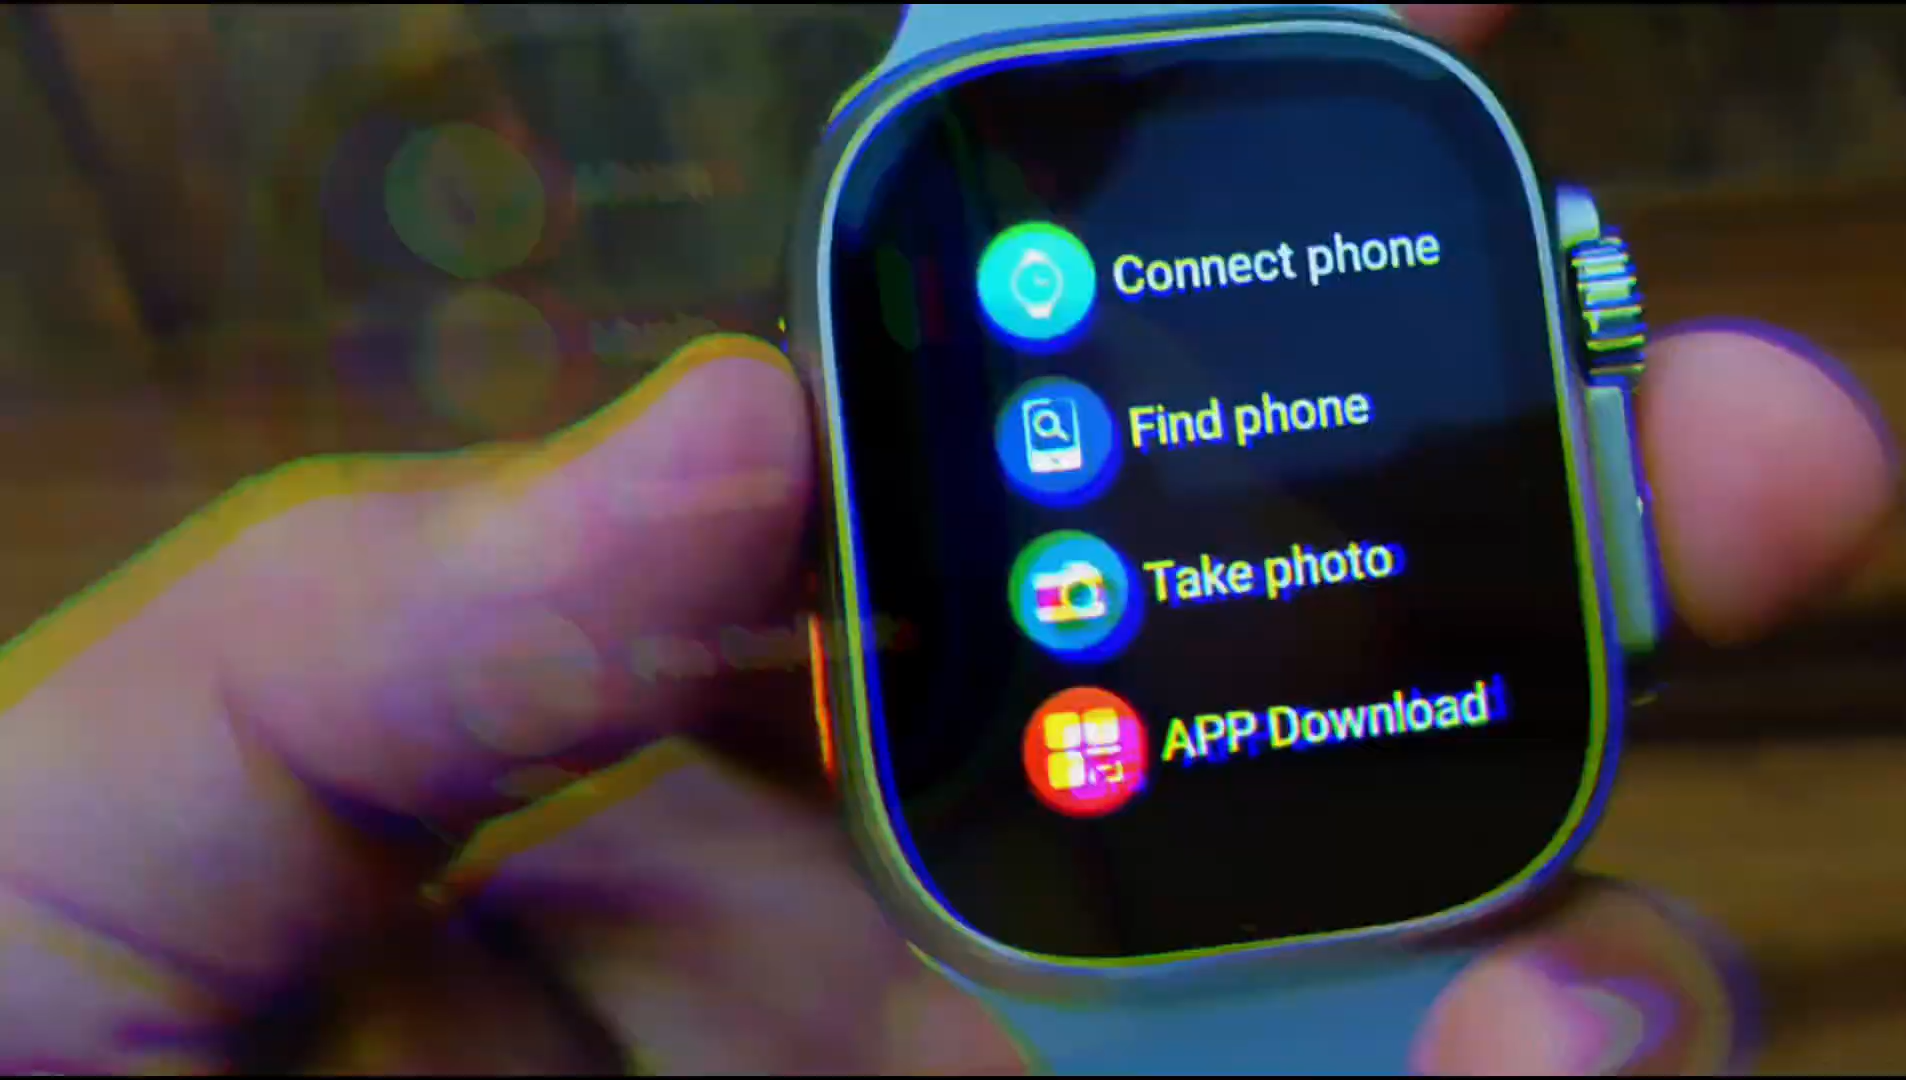 Connect phone
Find phone
Take photo
APP Download